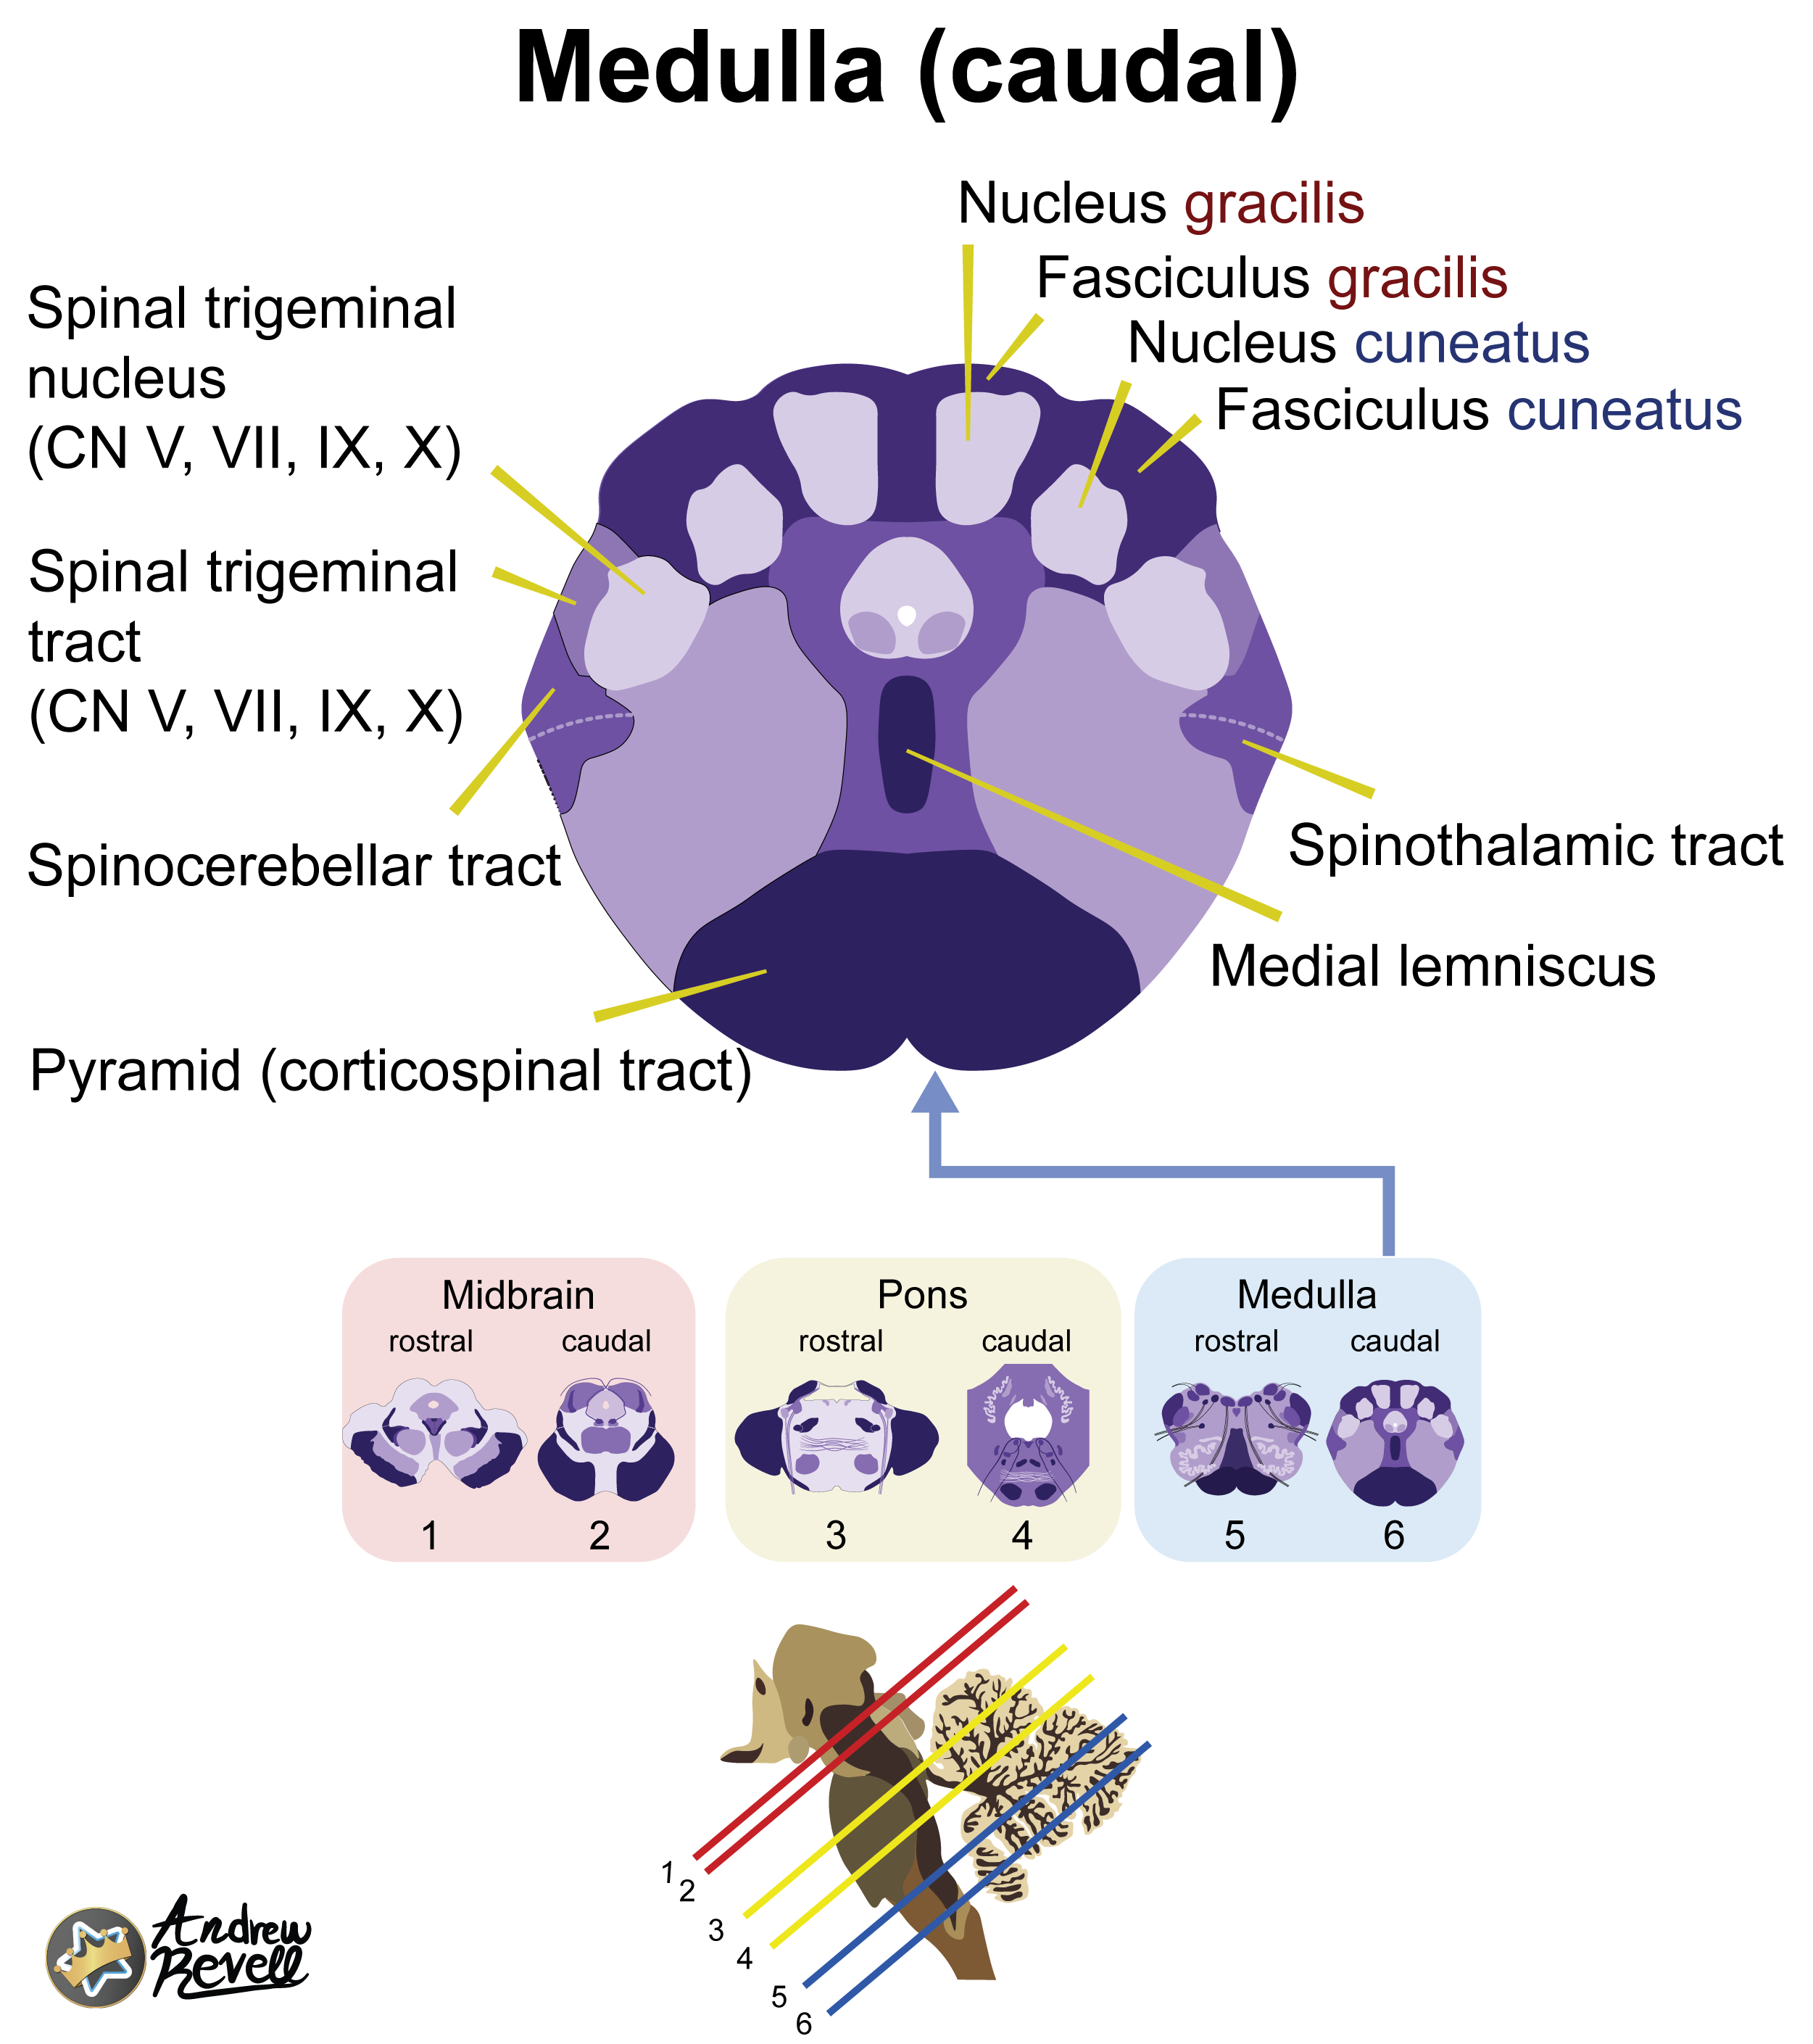 Medulla (caudal)
Nucleus gracilis
Fasciculus gracilis
Nucleus cuneatus
Fasciculus cuneatus
Spinal trigeminal
nucleus
(CN V, VII, IX, X)
Spinal trigeminal
tract
(CN V, VII, IX, X)
Spinocerebellar tract
Pyramid (corticospinal tract)
Spinothalamic tract
Medial lemniscus
Midbrain
rostral caudal
1 2
Pons
rostral caudal
3 4
Medulla
rostral caudal
5 6
1
2
3
4
5
6
Andrew
Revell